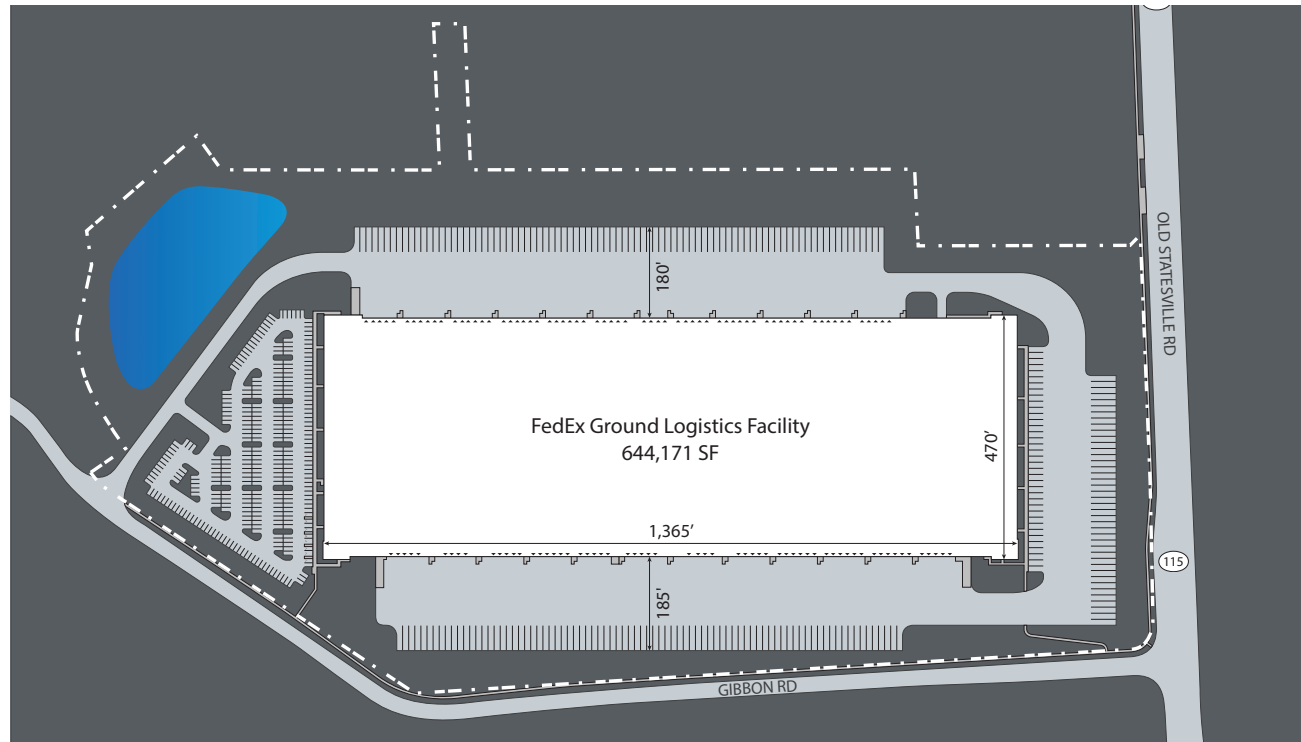 180'
OLD STATESVILLE RD
FedEx Ground Logistics Facility
644,171 SF
470'
1,365'
115
185'
GIBBON RD